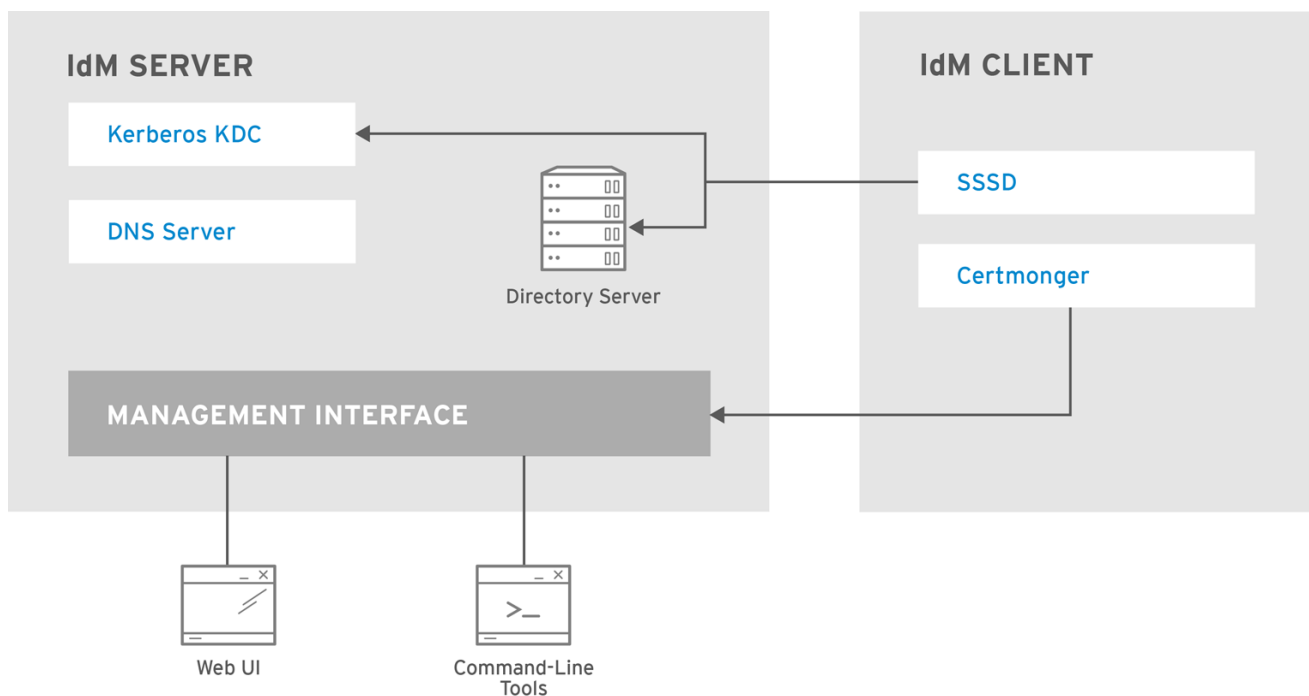 IdM SERVER
Kerberos KDC
DNS Server
Directory Server
MANAGEMENT INTERFACE
Web UI
>_
Command-Line
Tools
IdM CLIENT
SSSD
Certmonger